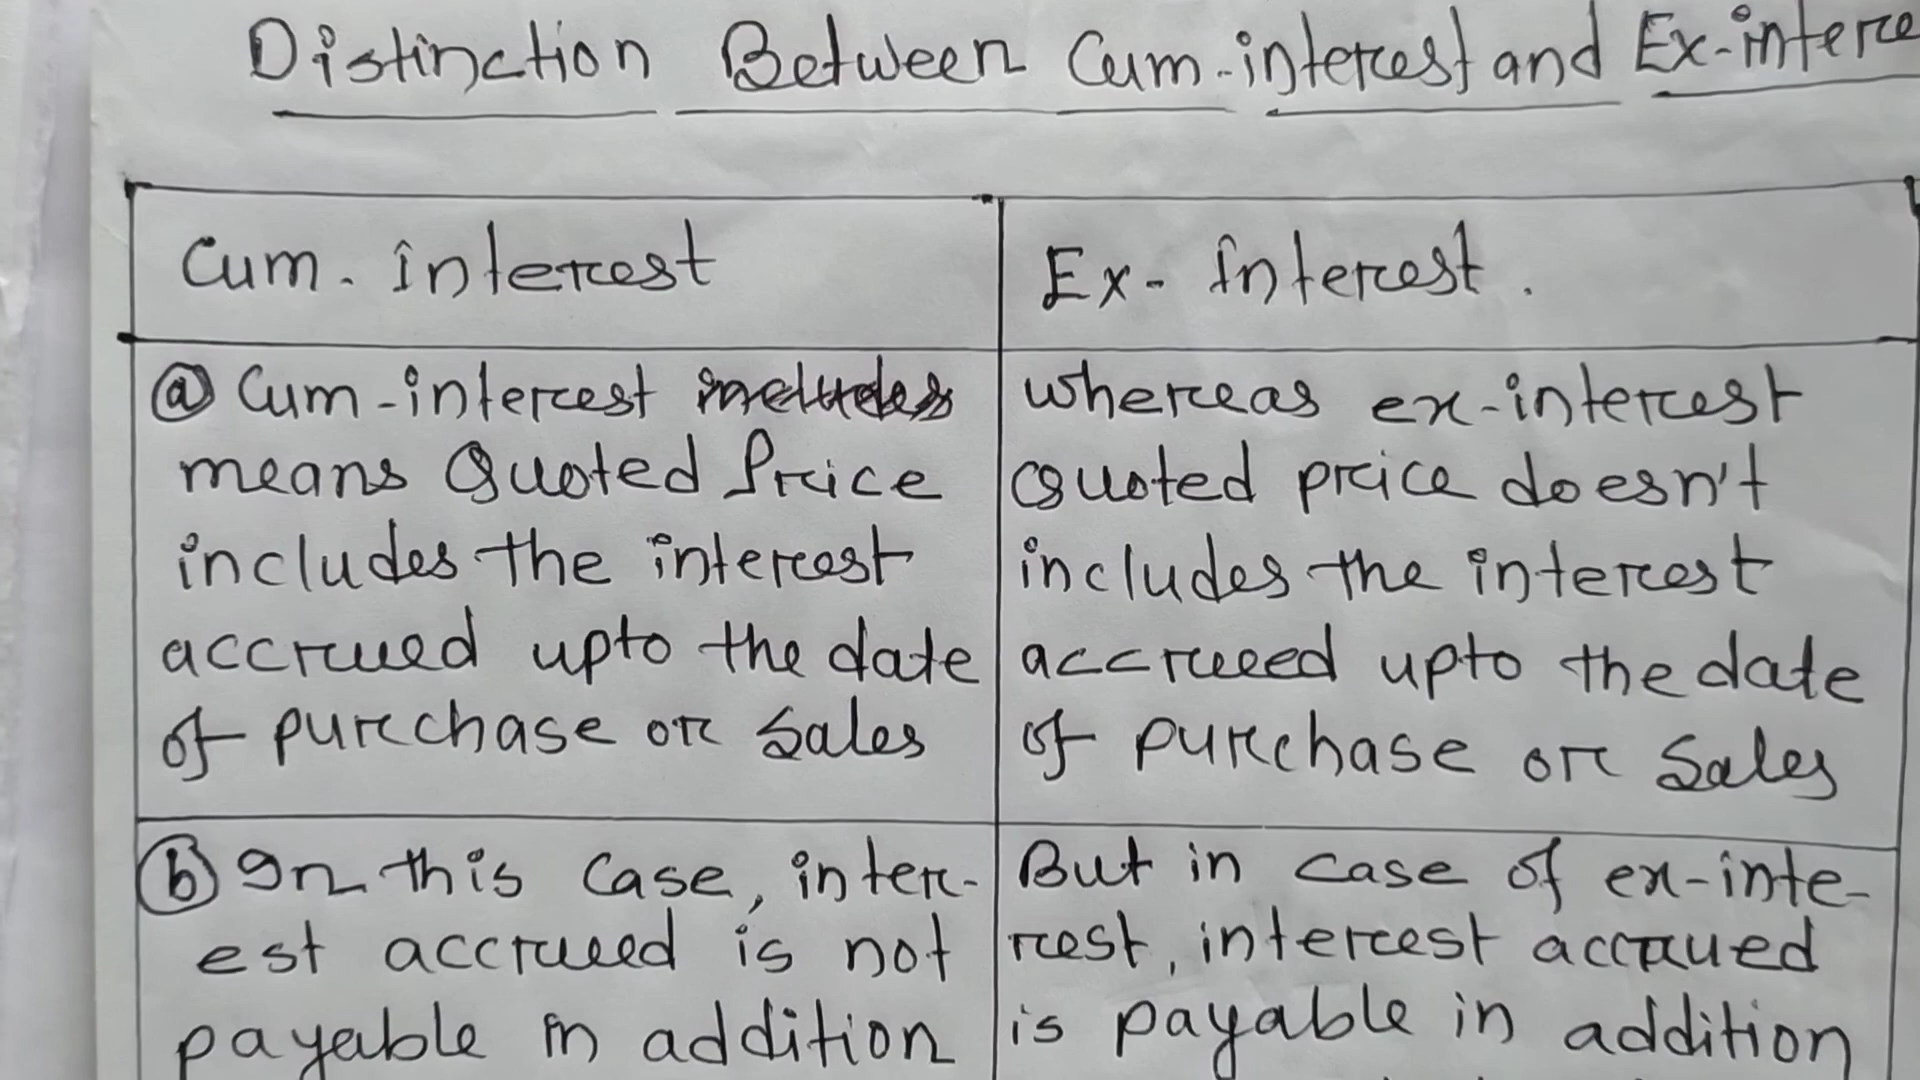 Distinction Between Cum-interest and Ex-intere
Cum. interest
Ex- interest.
ⓐ Cum-interest
means Quoted Price
includes the interest
accrued upto the date
of purchase or Sales
whereas ex-interest
quoted price doesn't
includes the interest
accrueed upto the date
of purchase or Sales
ⓑ In this case, inter-
est accrueed is not
payable in addition
But in case of ex-inte-
rest, interest accrued
is payable in addition